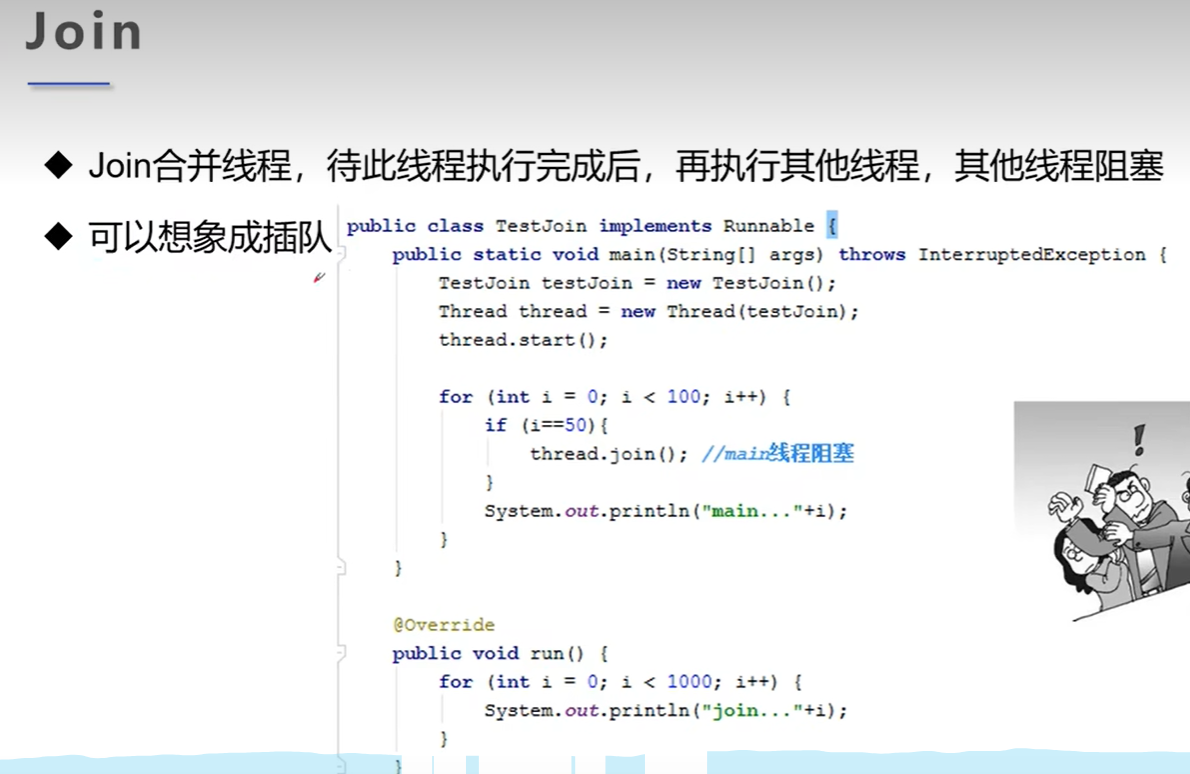 Join
◆ Join合并线程，待此线程执行完成后，再执行其他线程，其他线程阻塞
◆ 可以想象成插队
public class TestJoin implements Runnable {
    public static void main(String[] args) throws InterruptedException {
        TestJoin testJoin = new TestJoin();
        Thread thread = new Thread(testJoin);
        thread.start();
        for (int i = 0; i < 100; i++) {
            if (i==50){
                thread.join(); //main线程阻塞
            }
            System.out.println("main..."+i);
        }
    }
    @Override
    public void run() {
        for (int i = 0; i < 1000; i++) {
            System.out.println("join..."+i);
        }
    }
!